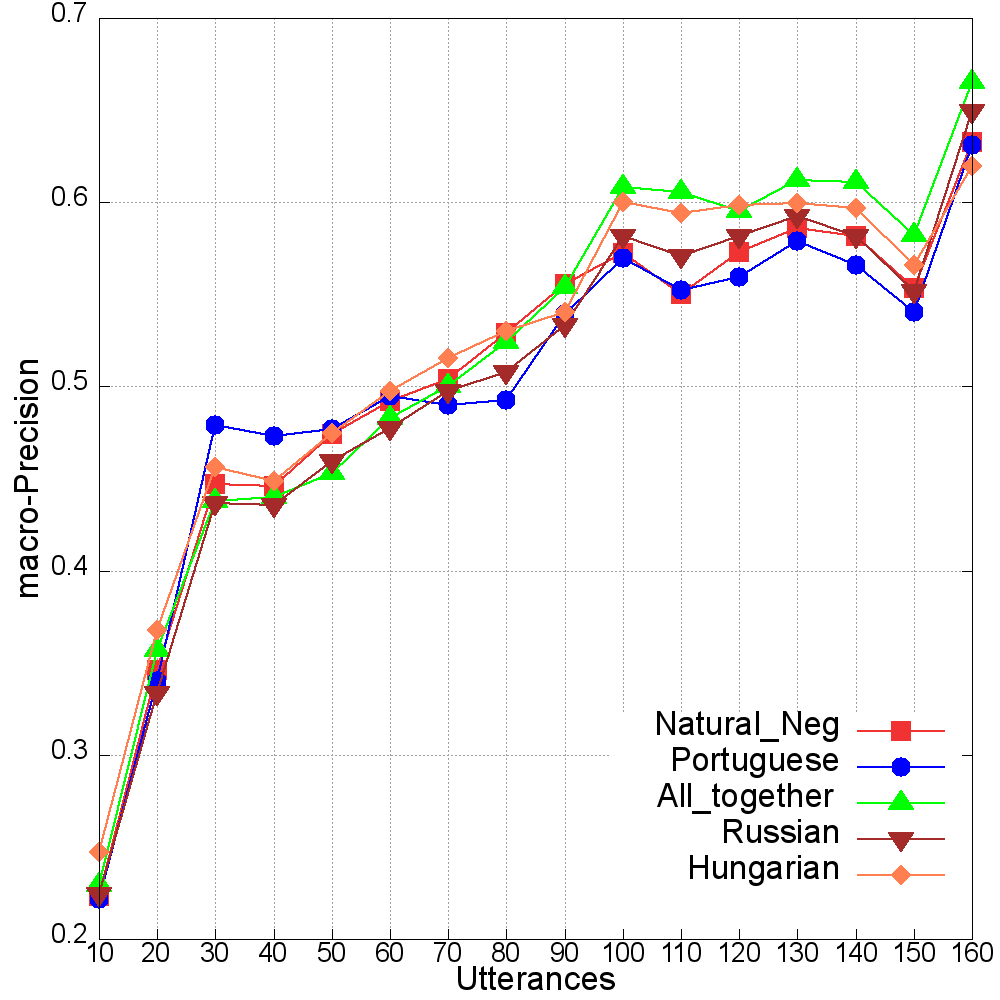 0.7
0.6
0.5
0.4
0.3
0.2
macro-Precision
Natural_Neg
Portuguese
All_together
Russian
Hungarian
10 20 30 40 50 60 70 80 90 100 110 120 130 140 150 160
Utterances